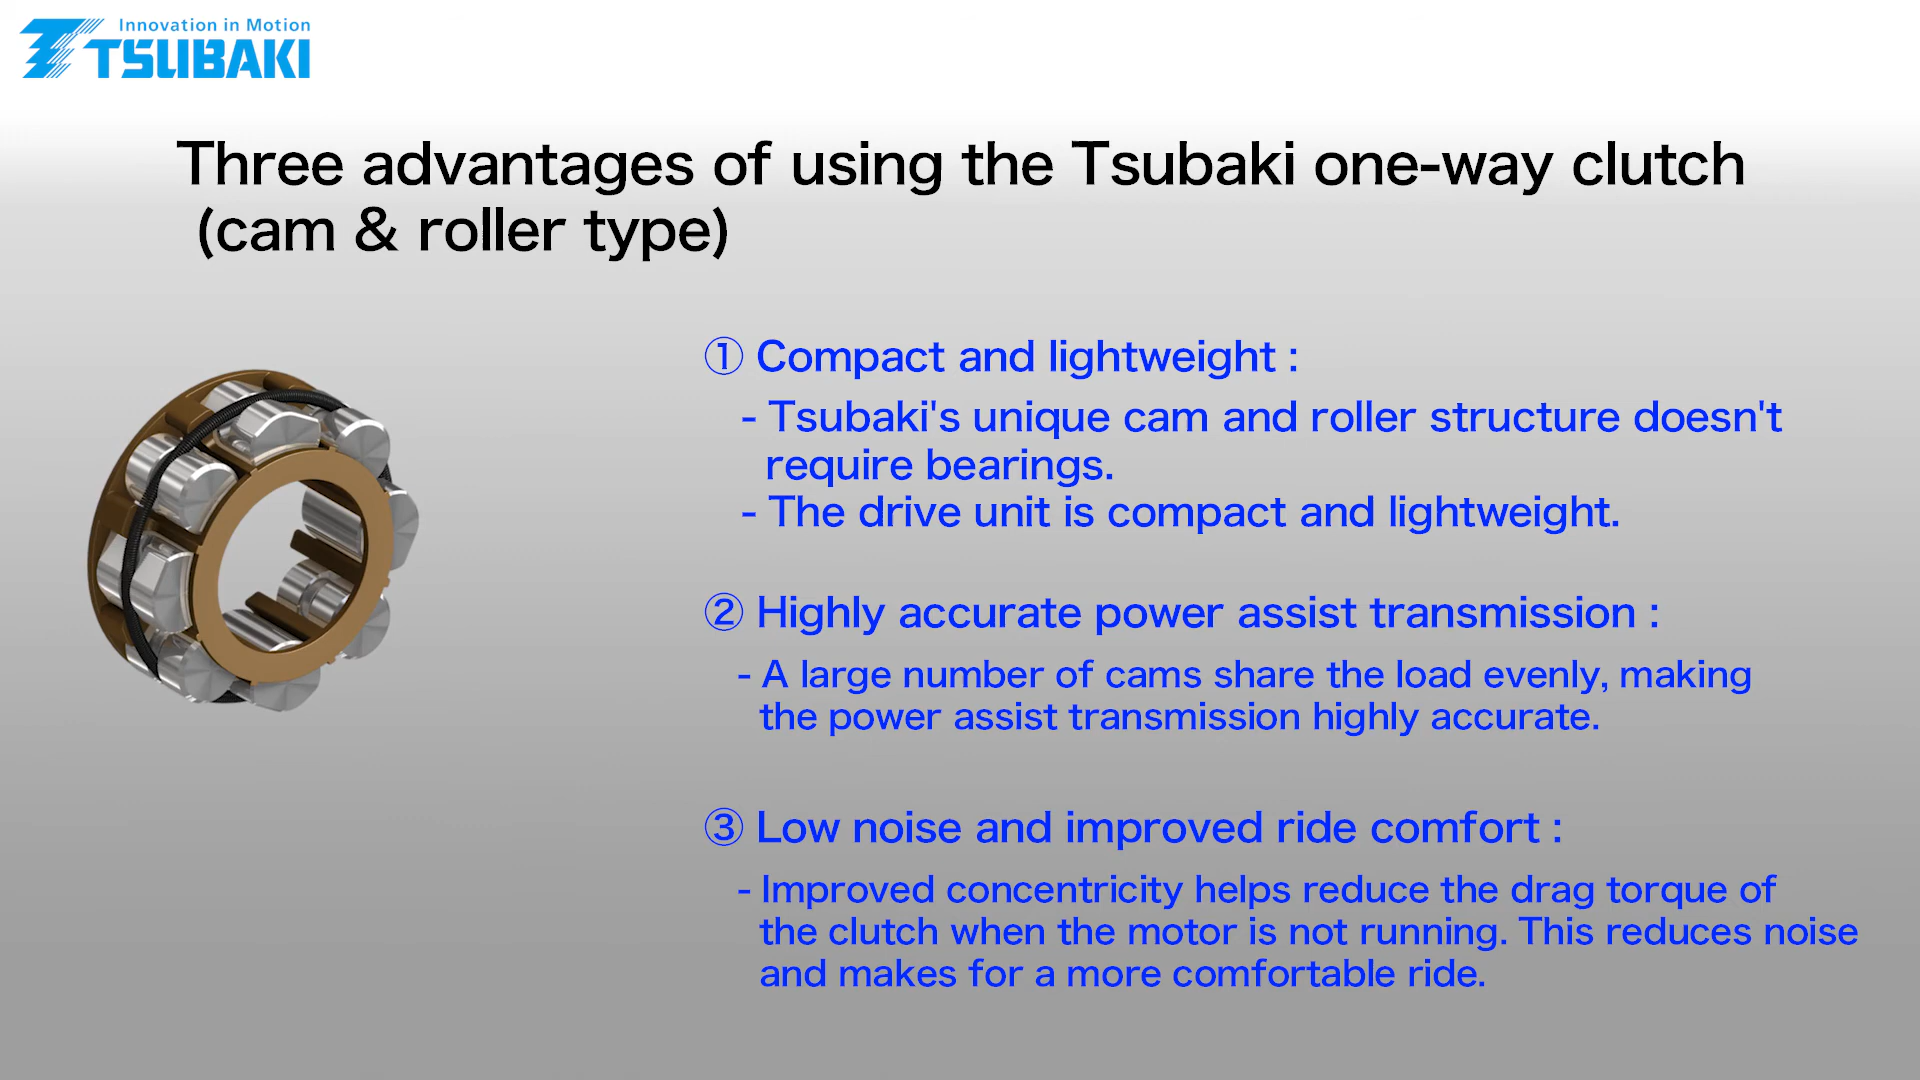 Innovation in Motion
TSUBAKI
Three advantages of using the Tsubaki one-way clutch
(cam & roller type)
① Compact and lightweight :
- Tsubaki's unique cam and roller structure doesn't
require bearings.
- The drive unit is compact and lightweight.
② Highly accurate power assist transmission :
- A large number of cams share the load evenly, making
the power assist transmission highly accurate.
③ Low noise and improved ride comfort :
- Improved concentricity helps reduce the drag torque of
the clutch when the motor is not running. This reduces noise
and makes for a more comfortable ride.